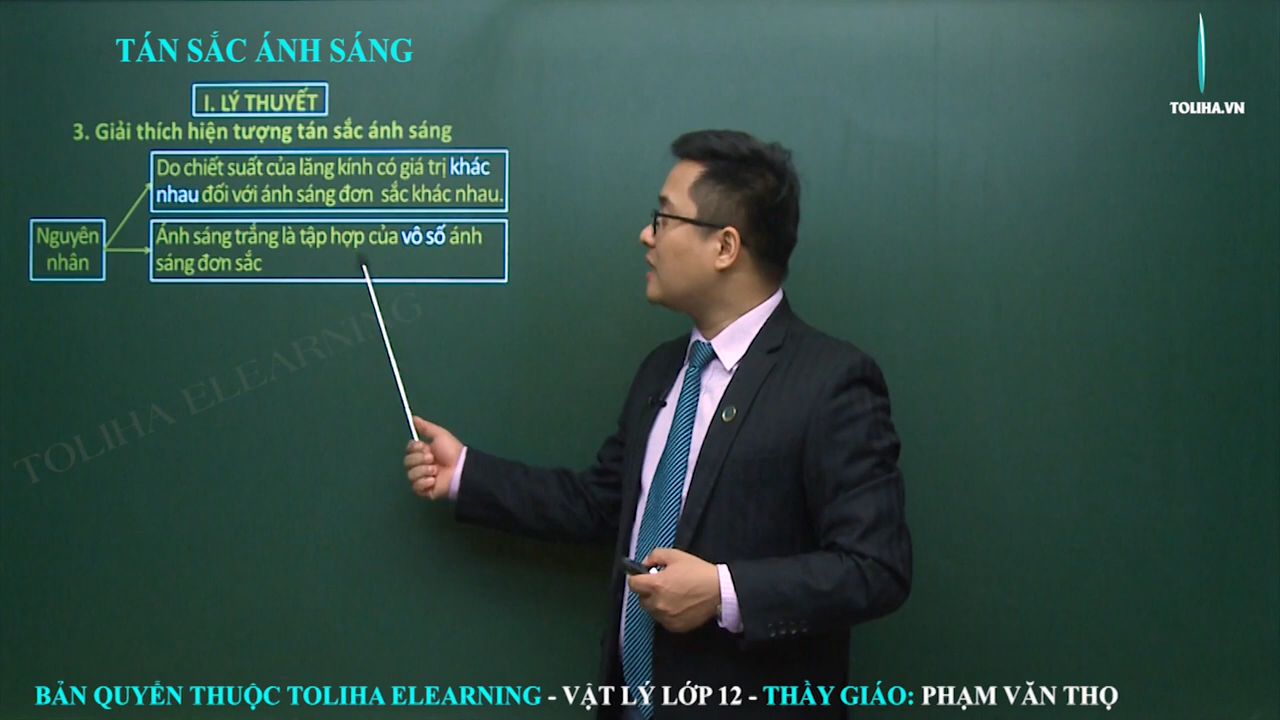 TÁN SẮC ÁNH SÁNG
TOLIHA.VN
I. LÝ THUYẾT
3. Giải thích hiện tượng tán sắc ánh sáng
Do chiết suất của lăng kính có giá trị khác
nhau đối với ánh sáng đơn sắc khác nhau.
Nguyên
nhân
Ánh sáng trắng là tập hợp của vô số ánh
sáng đơn sắc
TOLIHA ELEARNING
BẢN QUYỀN THUỘC TOLIHA ELEARNING - VẬT LÝ LỚP 12 - THẦY GIÁO: PHẠM VĂN THỌ